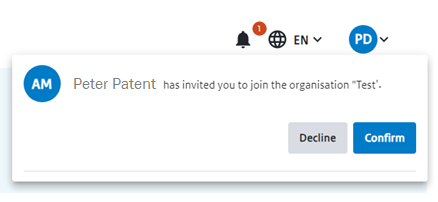 1
EN
PD
AM
Peter Patent has invited you to join the organisation "Test'.
Decline Confirm